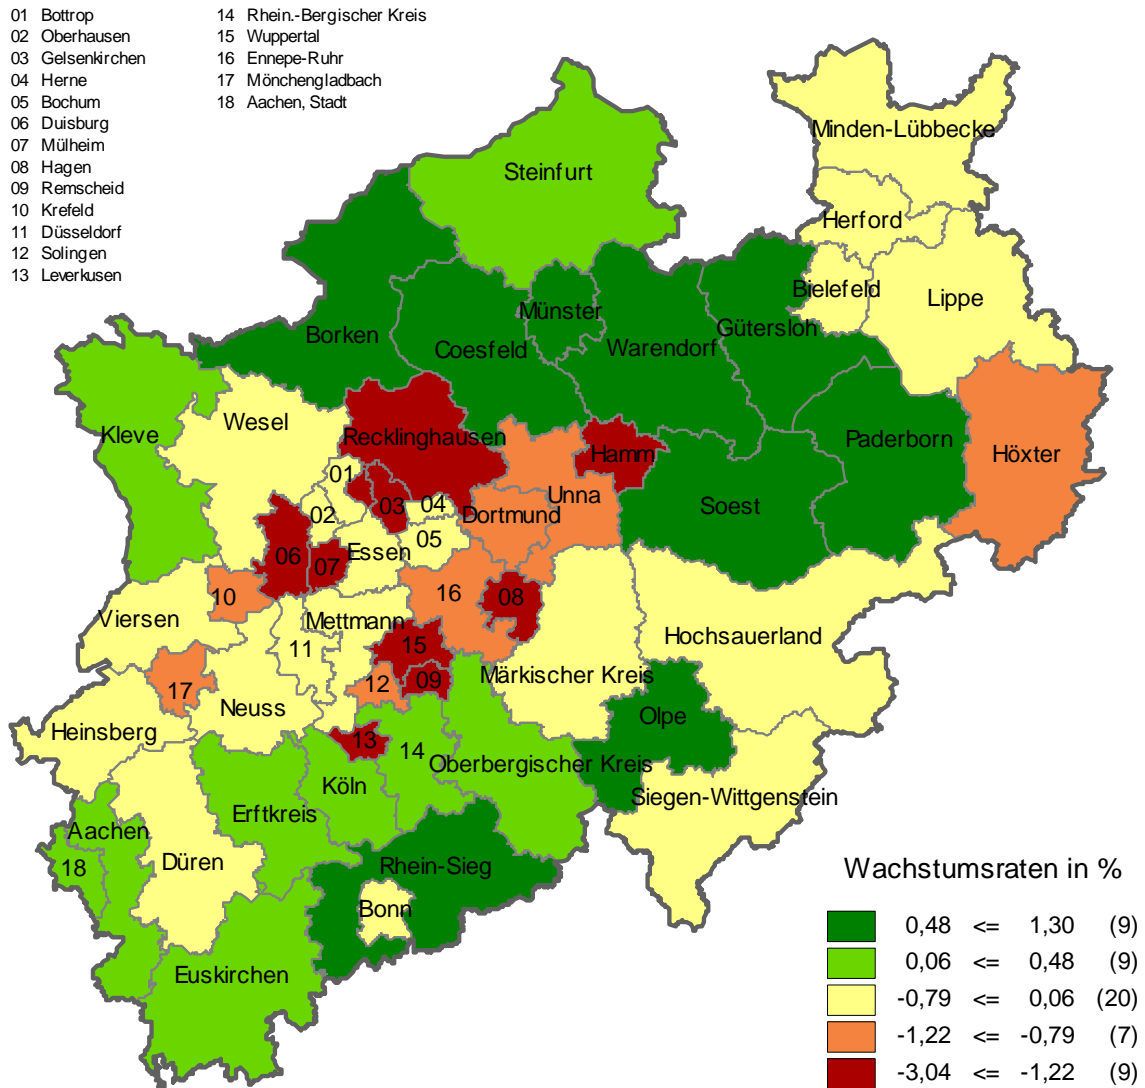 01 Bottrop
02 Oberhausen
03 Gelsenkirchen
04 Herne
05 Bochum
06 Duisburg
07 Mülheim
08 Hagen
09 Remscheid
10 Krefeld
11 Düsseldorf
12 Solingen
13 Leverkusen
14 Rhein.-Bergischer Kreis
15 Wuppertal
16 Ennepe-Ruhr
17 Mönchengladbach
18 Aachen, Stadt
Minden-Lübbecke
Steinfurt
Herford
Bielefeld
Lippe
Münster
Borken
Gütersloh
Coesfeld
Warendorf
Wesel
Kleve
Recklinghausen
Paderborn
Hamm
Höxter
01
Unna
03
04
Soest
02
Dortmund
05
Essen
06
07
10
16
08
Viersen
Mettmann
Hochsauerland
11
15
Märkischer Kreis
09
12
17
Neuss
Olpe
Heinsberg
13
14
Oberbergischer Kreis
Köln
Siegen-Wittgenstein
Erftkreis
Aachen
18
Düren
Rhein-Sieg
Bonn
Euskirchen
Wachstumsraten in %
0,48 <= 1,30 (9)
0,06 <= 0,48 (9)
-0,79 <= 0,06 (20)
-1,22 <= -0,79 (7)
-3,04 <= -1,22 (9)